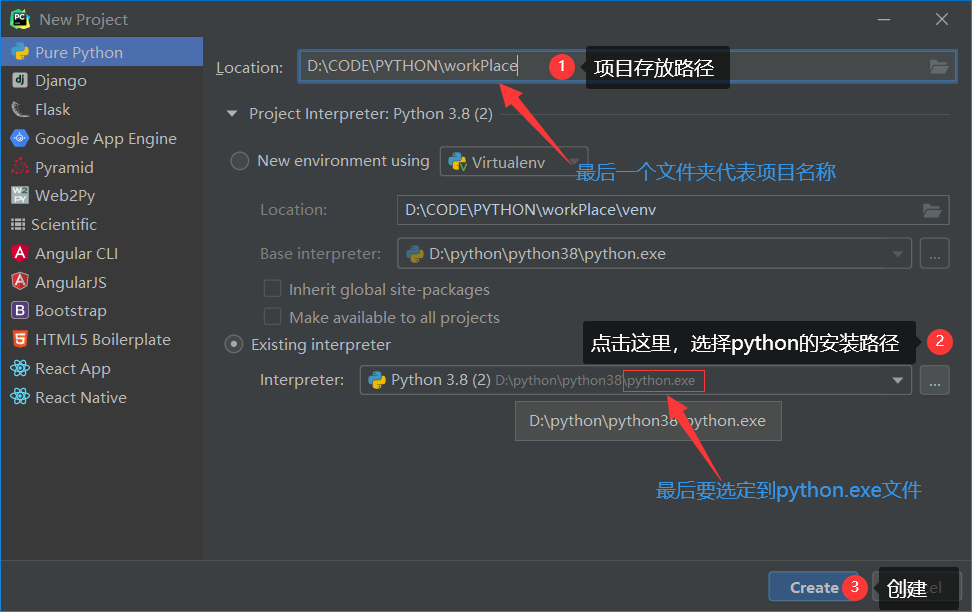 New Project
Pure Python
Django
Flask
Google App Engine
Pyramid
Web2Py
Scientific
Angular CLI
AngularJS
Bootstrap
HTML5 Boilerplate
React App
React Native
Location: D:\CODE\PYTHON\workPlace 1 项目存放路径
Project Interpreter: Python 3.8 (2)
New environment using Virtualenv
最后一个文件夹代表项目名称
Location: D:\CODE\PYTHON\workPlace\venv
Base interpreter: D:\python\python38\python.exe ...
Inherit global site-packages
Make available to all projects
点击这里，选择python的安装路径 2
Existing interpreter
Interpreter: Python 3.8 (2) D:\python\python38\python.exe ...
D:\python\python38\python.exe
最后要选定到python.exe文件
Create 3 创建